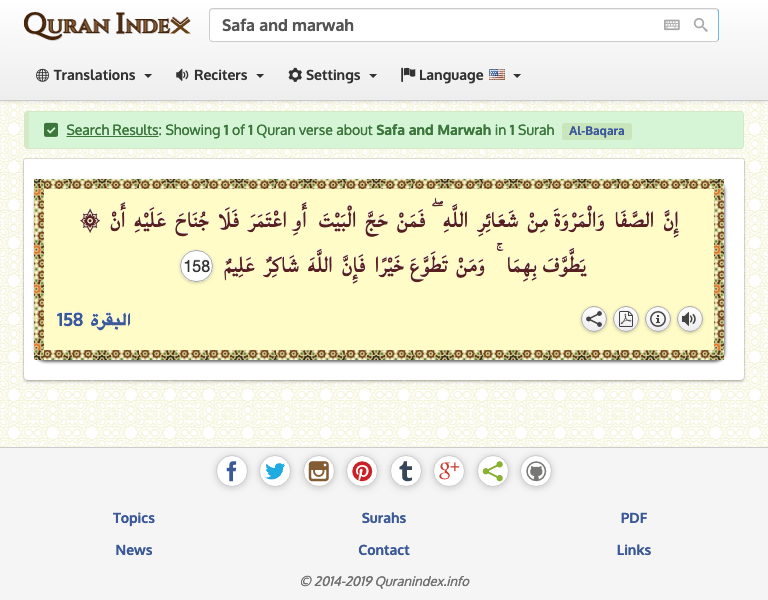 QURAN INDEX
Safa and marwah
Translations
Reciters
Settings
Language
Search Results: Showing 1 of 1 Quran verse about Safa and Marwah in 1 Surah Al-Baqara
۞ إِنَّ الصَّفَا وَالْمَرْوَةَ مِنْ شَعَائِرِ اللَّهِ ۖ فَمَنْ حَجَّ الْبَيْتَ أَوِ اعْتَمَرَ فَلَا جُنَاحَ عَلَيْهِ أَنْ
يَطَّوَّفَ بِهِمَا ۚ وَمَنْ تَطَوَّعَ خَيْرًا فَإِنَّ اللَّهَ شَاكِرٌ عَلِيمٌ 158
البقرة 158
Topics
Surahs
PDF
News
Contact
Links
© 2014-2019 Quranindex.info